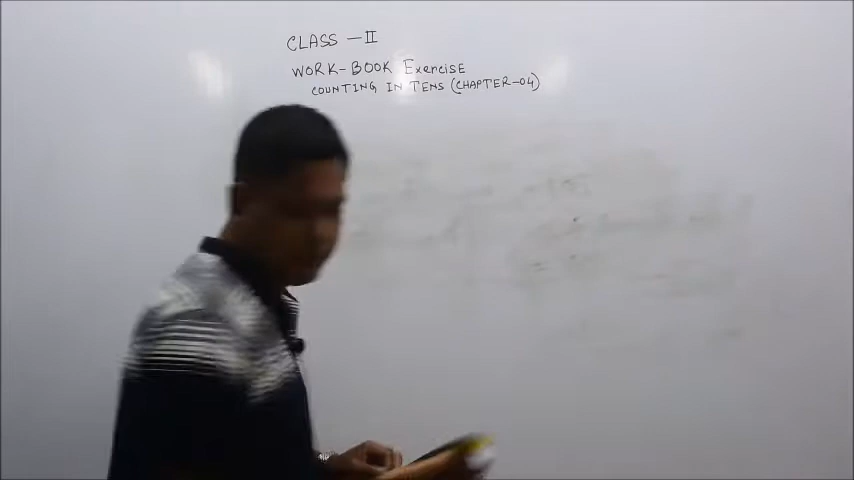 CLASS - II
WORK-BOOK Exercise
COUNTING IN TENS (CHAPTER-04)